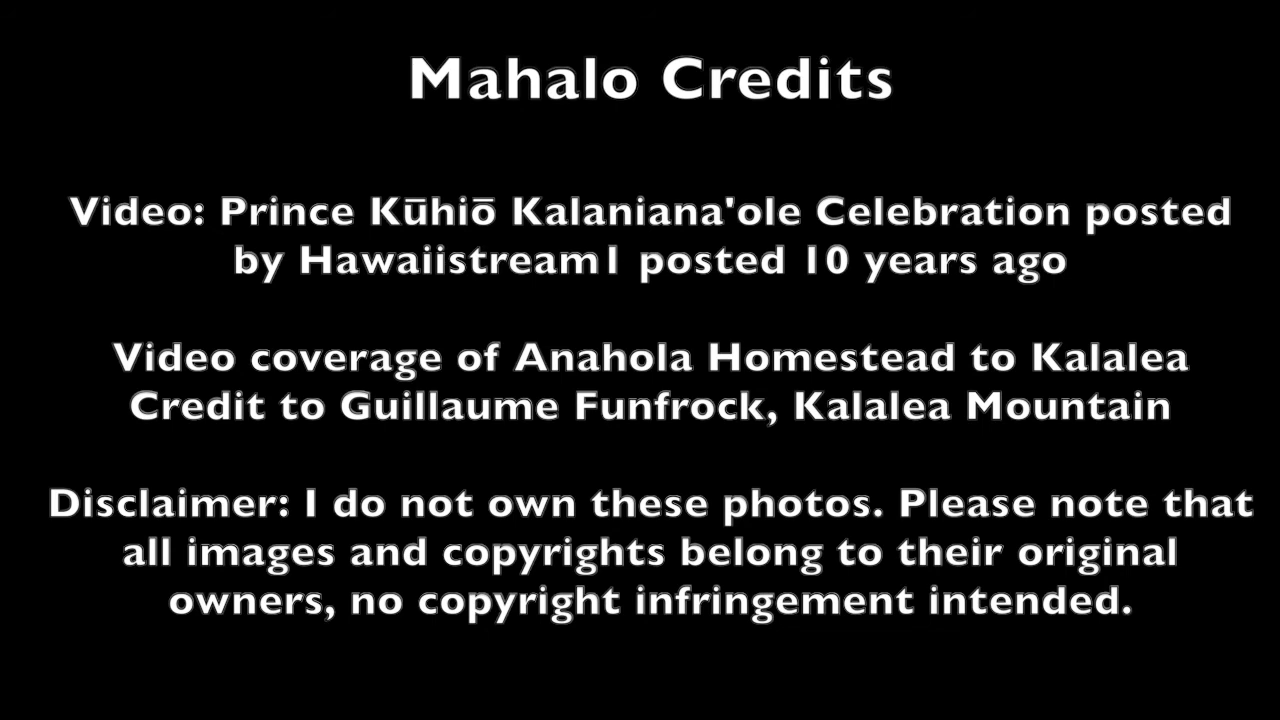 Mahalo Credits
Video: Prince Kūhiō Kalaniana'ole Celebration posted
by Hawaiistream1 posted 10 years ago
Video coverage of Anahola Homestead to Kalalea
Credit to Guillaume Funfrock, Kalalea Mountain
Disclaimer: I do not own these photos. Please note that
all images and copyrights belong to their original
owners, no copyright infringement intended.